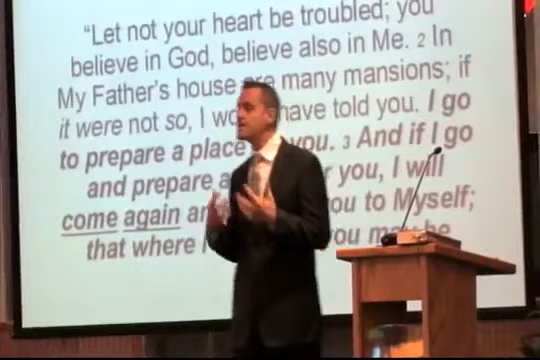 “Let not your heart be troubled; you
believe in God, believe also in Me. 2 In
My Father's house are many mansions; if
it were not so, I have told you. I go
to prepare a place you. 3 And if I go
and prepare a you, I will
come again you to Myself;
that where I you may be